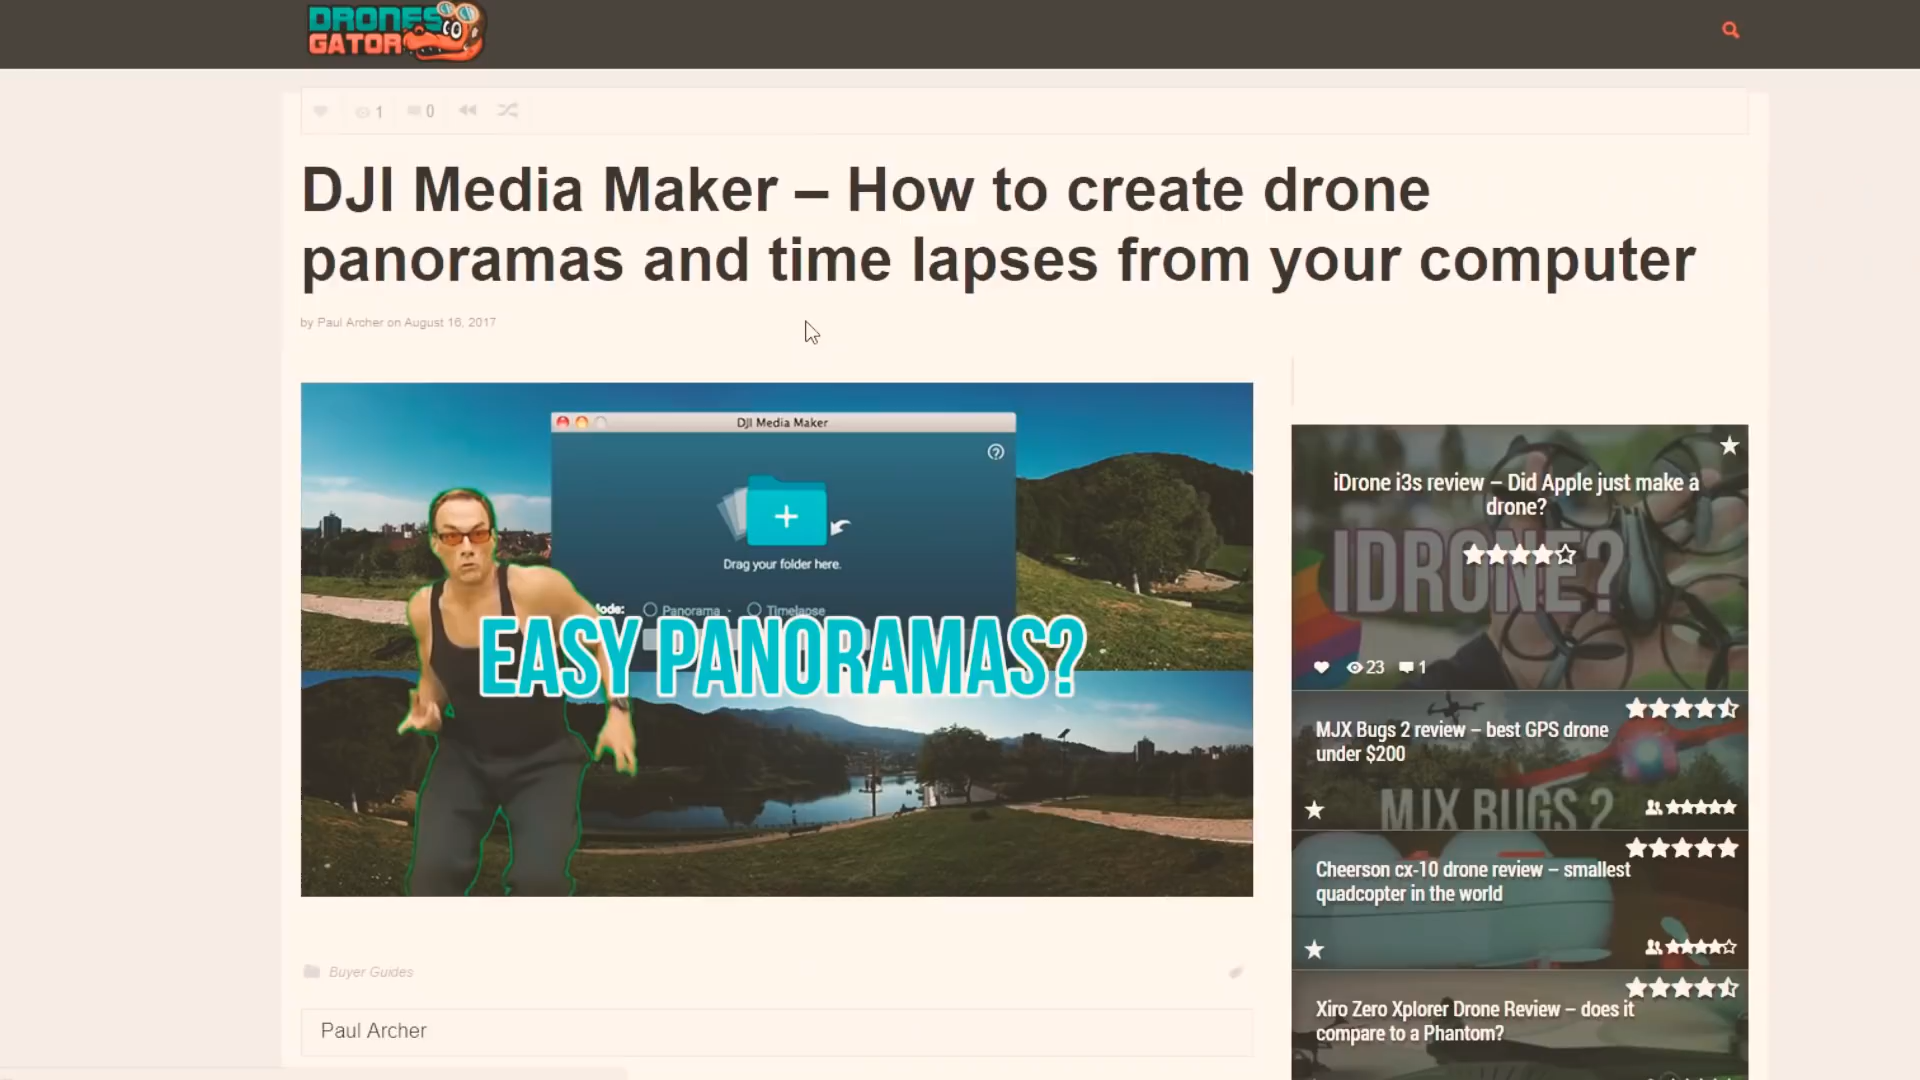 DRONES
GATOR
1
0
DJI Media Maker – How to create drone
panoramas and time lapses from your computer
by Paul Archer on August 16, 2017
DJI Media Maker
Drag your folder here.
Panorama
Timelapse
EASY PANORAMAS?
Buyer Guides
Paul Archer
iDrone i3s review – Did Apple just make a
drone?
IDRONE?
23
1
MJX Bugs 2 review – best GPS drone
under $200
MJX BUGS 2
Cheerson cx-10 drone review – smallest
quadcopter in the world
Xiro Zero Xplorer Drone Review – does it
compare to a Phantom?